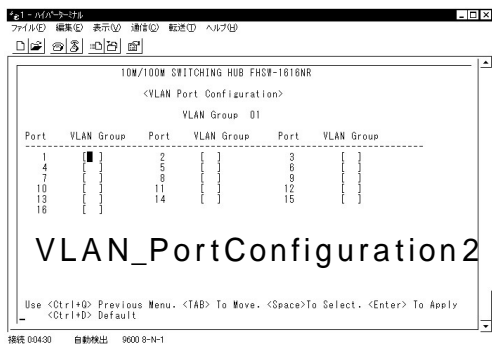 1 - ハイパーターミナル
ファイル(F) 編集(E) 表示(V) 通信(C) 転送(T) ヘルプ(H)
10M/100M SWITCHING HUB FHSW-1616NR
<VLAN Port Configuration>
VLAN Group 01
Port VLAN Group Port VLAN Group Port VLAN Group
1 [ ] 2 [ ] 3 [ ]
4 [ ] 5 [ ] 6 [ ]
7 [ ] 8 [ ] 9 [ ]
10 [ ] 11 [ ] 12 [ ]
13 [ ] 14 [ ] 15 [ ]
16 [ ]
VLAN_PortConfiguration2
Use <Ctrl+Q> Previous Menu. <TAB> To Move. <Space>To Select. <Enter> To Apply
<Ctrl+D> Default
接続 0:04:30 自動検出 9600 8-N-1